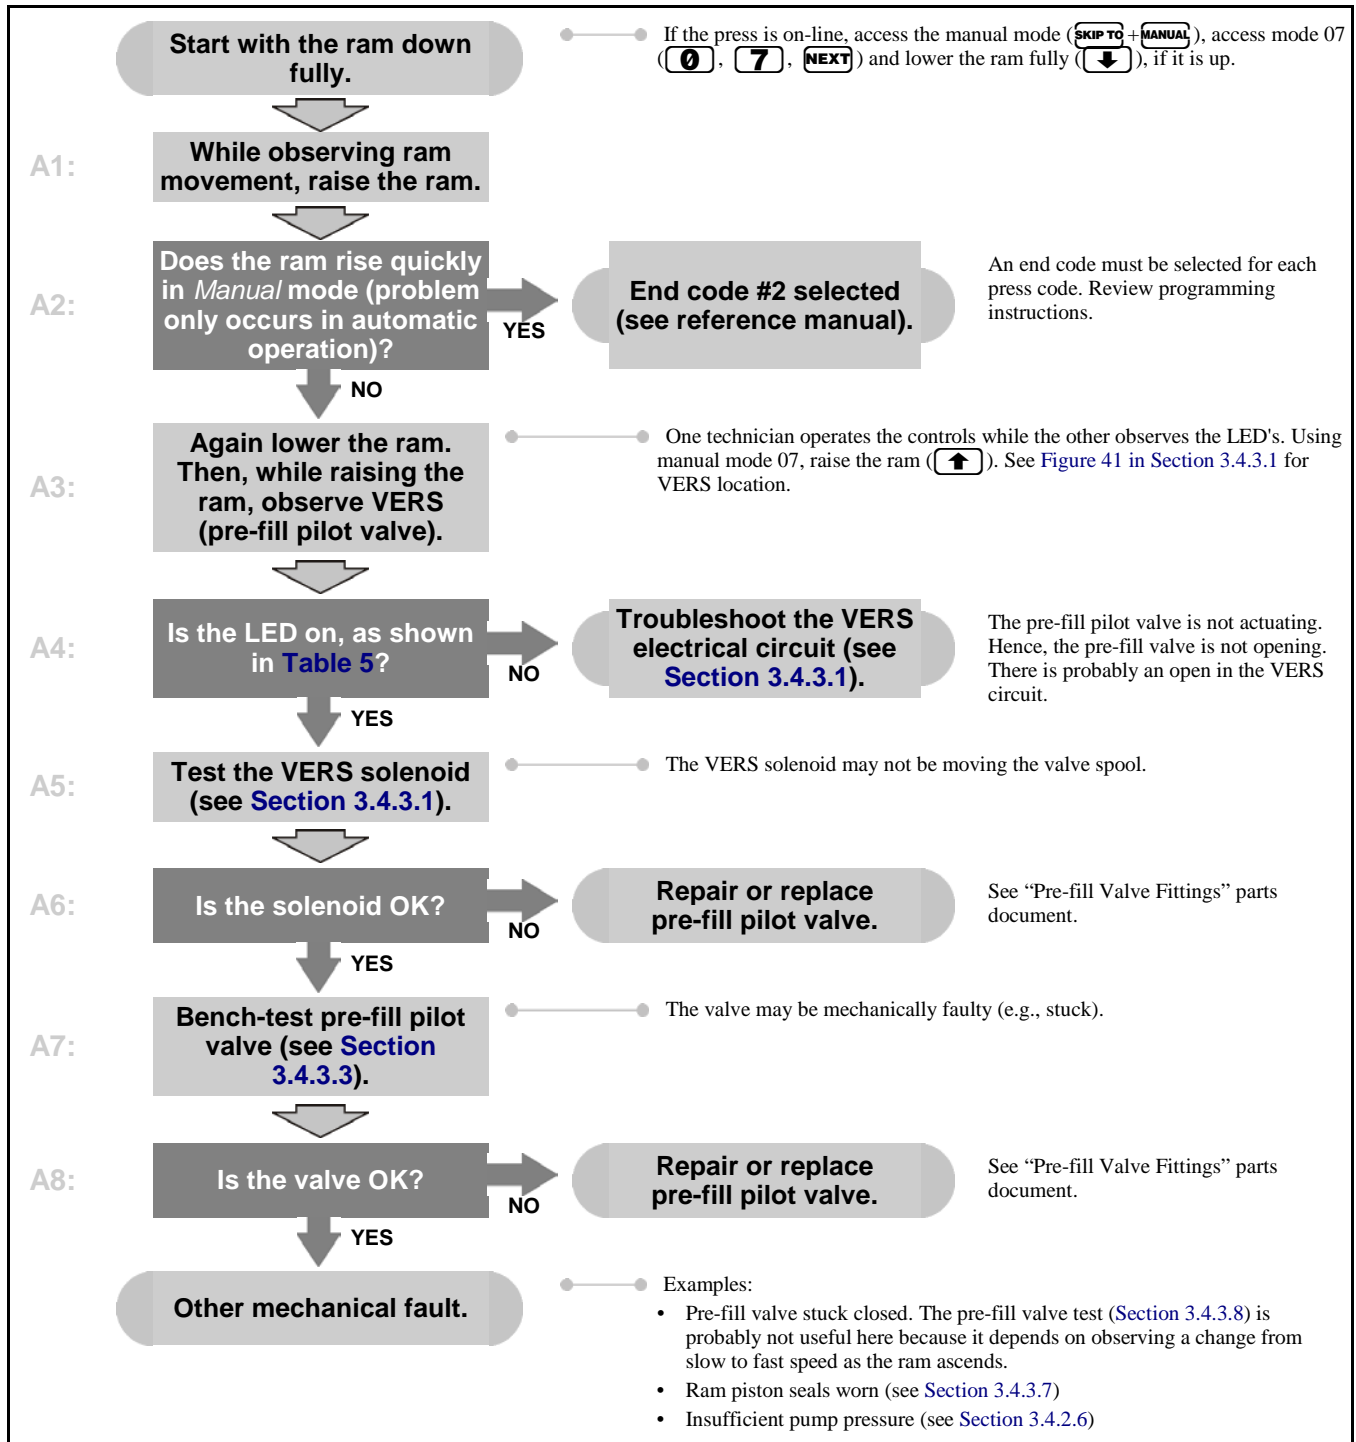 Start with the ram down
fully.
If the press is on-line, access the manual mode (SKIP TO+MANUAL), access mode 07
(0, 7, NEXT) and lower the ram fully (), if it is up.
A1:
While observing ram
movement, raise the ram.
A2:
Does the ram rise quickly
in Manual mode (problem
only occurs in automatic
operation)?
YES
End code #2 selected
(see reference manual).
An end code must be selected for each
press code. Review programming
instructions.
NO
A3:
Again lower the ram.
Then, while raising the
ram, observe VERS
(pre-fill pilot valve).
One technician operates the controls while the other observes the LED's. Using
manual mode 07, raise the ram (). See Figure 41 in Section 3.4.3.1 for
VERS location.
A4:
Is the LED on, as shown
in Table 5?
NO
Troubleshoot the VERS
electrical circuit (see
Section 3.4.3.1).
The pre-fill pilot valve is not actuating.
Hence, the pre-fill valve is not opening.
There is probably an open in the VERS
circuit.
YES
A5:
Test the VERS solenoid
(see Section 3.4.3.1).
The VERS solenoid may not be moving the valve spool.
A6:
Is the solenoid OK?
NO
Repair or replace
pre-fill pilot valve.
See “Pre-fill Valve Fittings” parts
document.
YES
A7:
Bench-test pre-fill pilot
valve (see Section
3.4.3.3).
The valve may be mechanically faulty (e.g., stuck).
A8:
Is the valve OK?
NO
Repair or replace
pre-fill pilot valve.
See “Pre-fill Valve Fittings” parts
document.
YES
Other mechanical fault.
Examples:
• Pre-fill valve stuck closed. The pre-fill valve test (Section 3.4.3.8) is
probably not useful here because it depends on observing a change from
slow to fast speed as the ram ascends.
• Ram piston seals worn (see Section 3.4.3.7)
• Insufficient pump pressure (see Section 3.4.2.6)